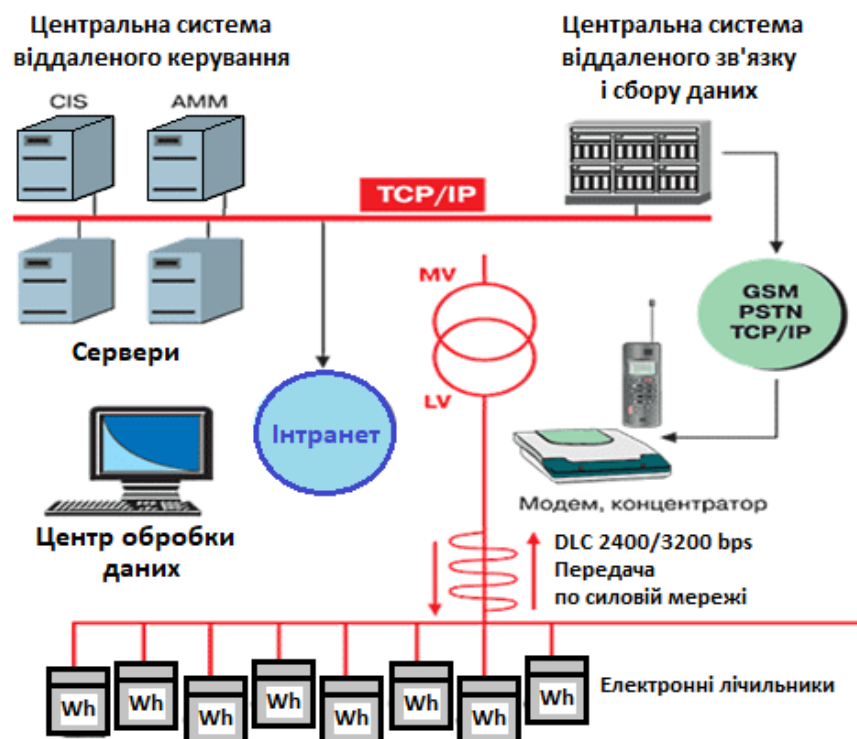 Центральна система
віддаленого керування
Центральна система
віддаленого зв'язку
і сбору даних
CIS
AMM
TCP/IP
MV
LV
GSM
PSTN
TCP/IP
Сервери
Інтранет
Модем, концентратор
Центр обробки
даних
DLC 2400/3200 bps
Передача
по силовій мережі
Wh
Wh
Wh
Wh
Wh
Wh
Wh
Wh
Електронні лічильники